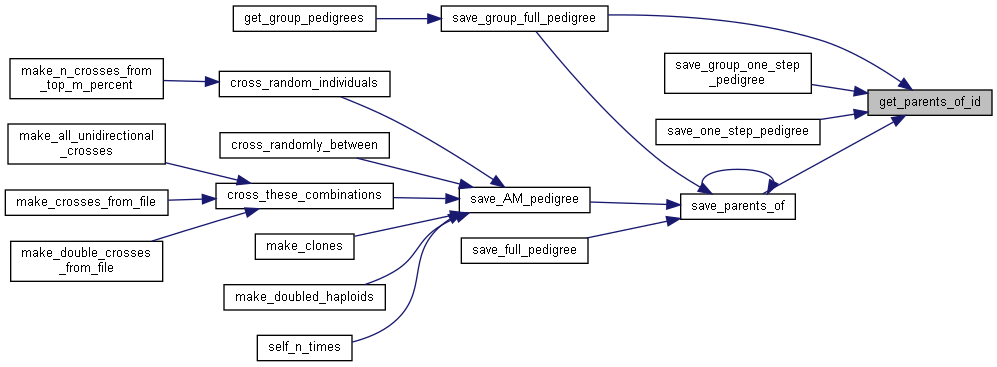 get_group_pedigrees
save_group_full_pedigree
make_n_crosses_from
_top_m_percent
cross_random_individuals
save_group_one_step
_pedigree
get_parents_of_id
make_all_unidirectional
_crosses
cross_randomly_between
save_one_step_pedigree
make_crosses_from_file
cross_these_combinations
save_AM_pedigree
save_parents_of
make_double_crosses
_from_file
make_clones
save_full_pedigree
make_doubled_haploids
self_n_times